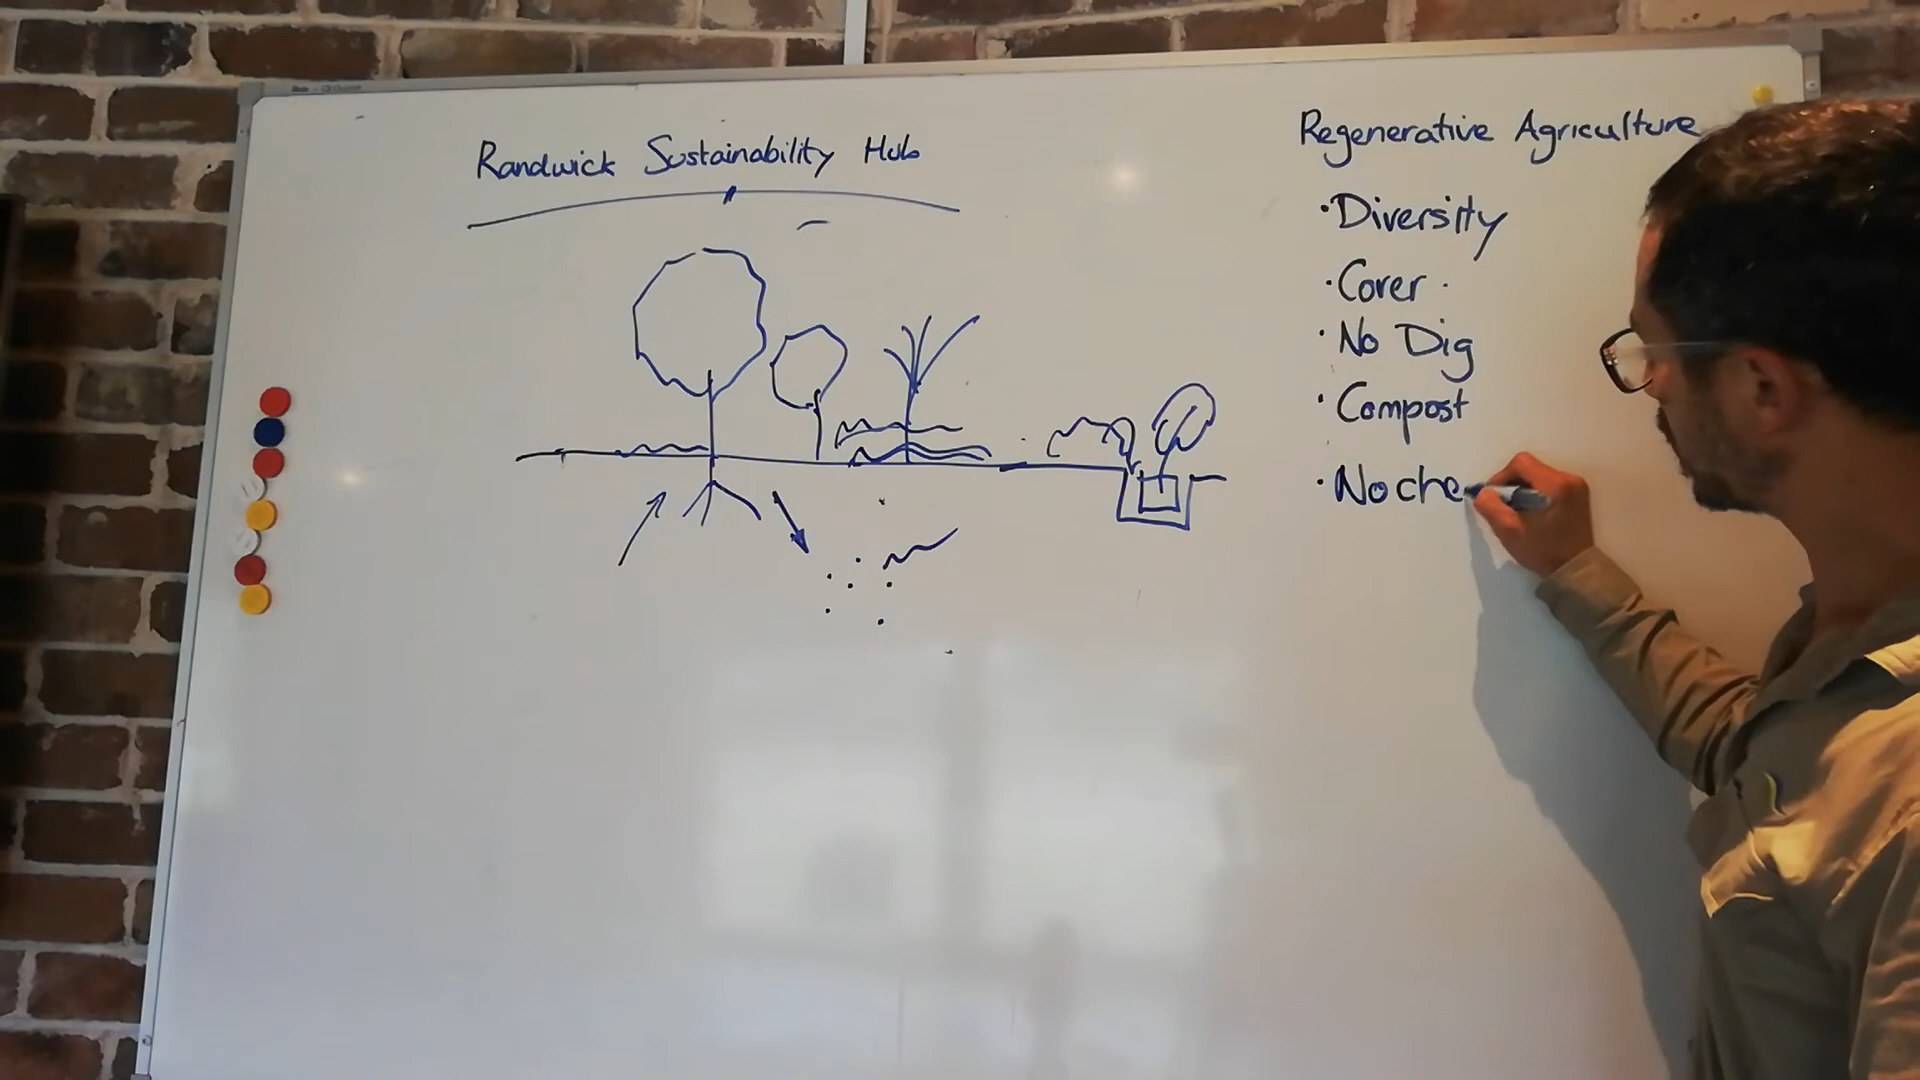 Randwick Sustainability Hub
Regenerative Agriculture
• Diversity
• Cover
• No Dig
• Compost
• No che